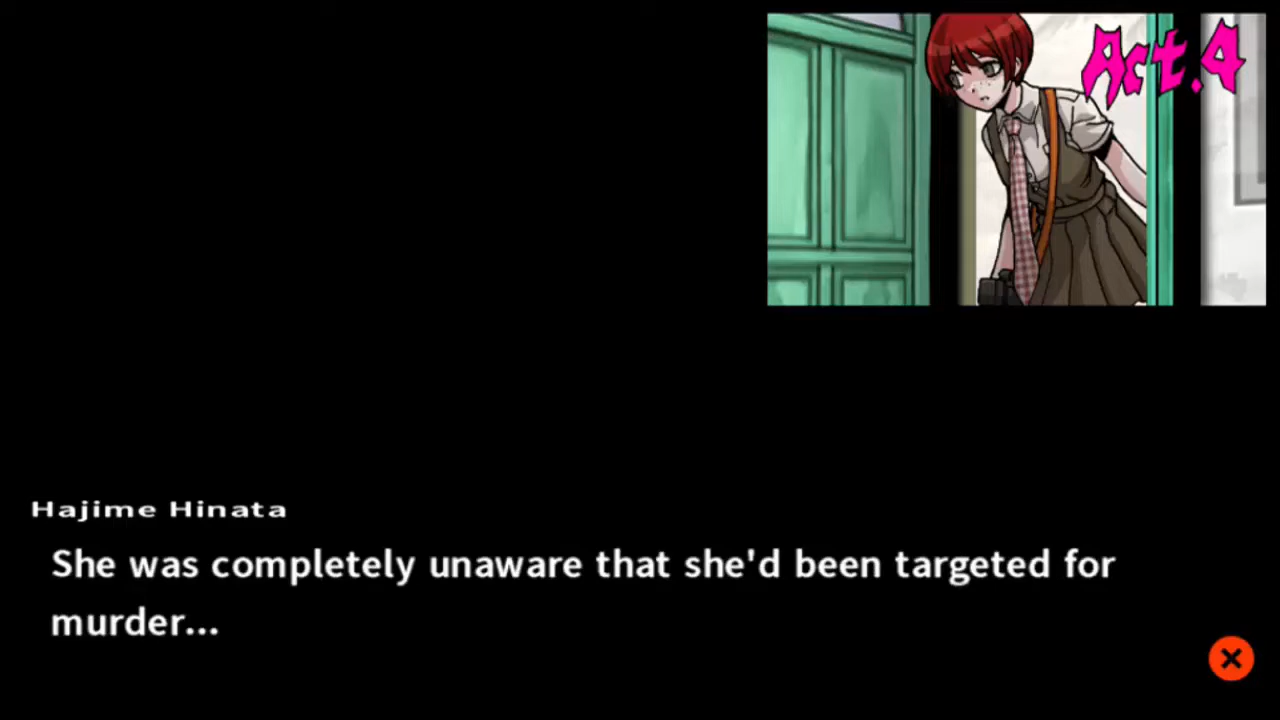 Act.4
Hajime Hinata
She was completely unaware that she'd been targeted for
murder...